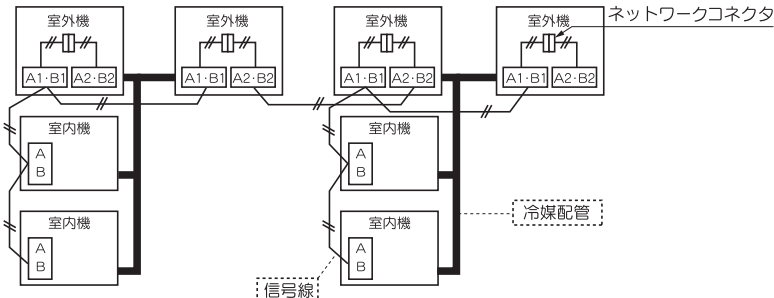 室外機 室外機 室外機 室外機 ネットワークコネクタ
A1·B1 A2·B2 A1·B1 A2·B2 A1·B1 A2·B2 A1·B1 A2·B2
室内機 室内機
A A
B B
冷媒配管
室内機 室内機
A A
B B
信号線